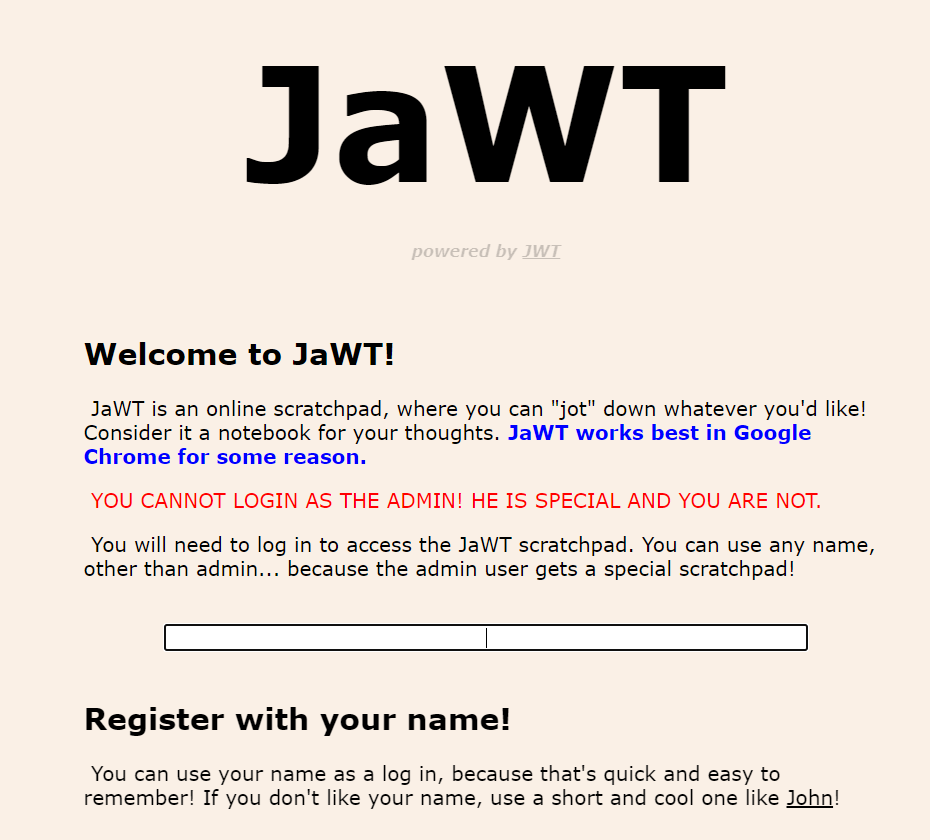 JaWT
powered by JWT
Welcome to JaWT!
JaWT is an online scratchpad, where you can "jot" down whatever you'd like!
Consider it a notebook for your thoughts. JaWT works best in Google
Chrome for some reason.
YOU CANNOT LOGIN AS THE ADMIN! HE IS SPECIAL AND YOU ARE NOT.
You will need to log in to access the JaWT scratchpad. You can use any name,
other than admin... because the admin user gets a special scratchpad!
Register with your name!
You can use your name as a log in, because that's quick and easy to
remember! If you don't like your name, use a short and cool one like John!